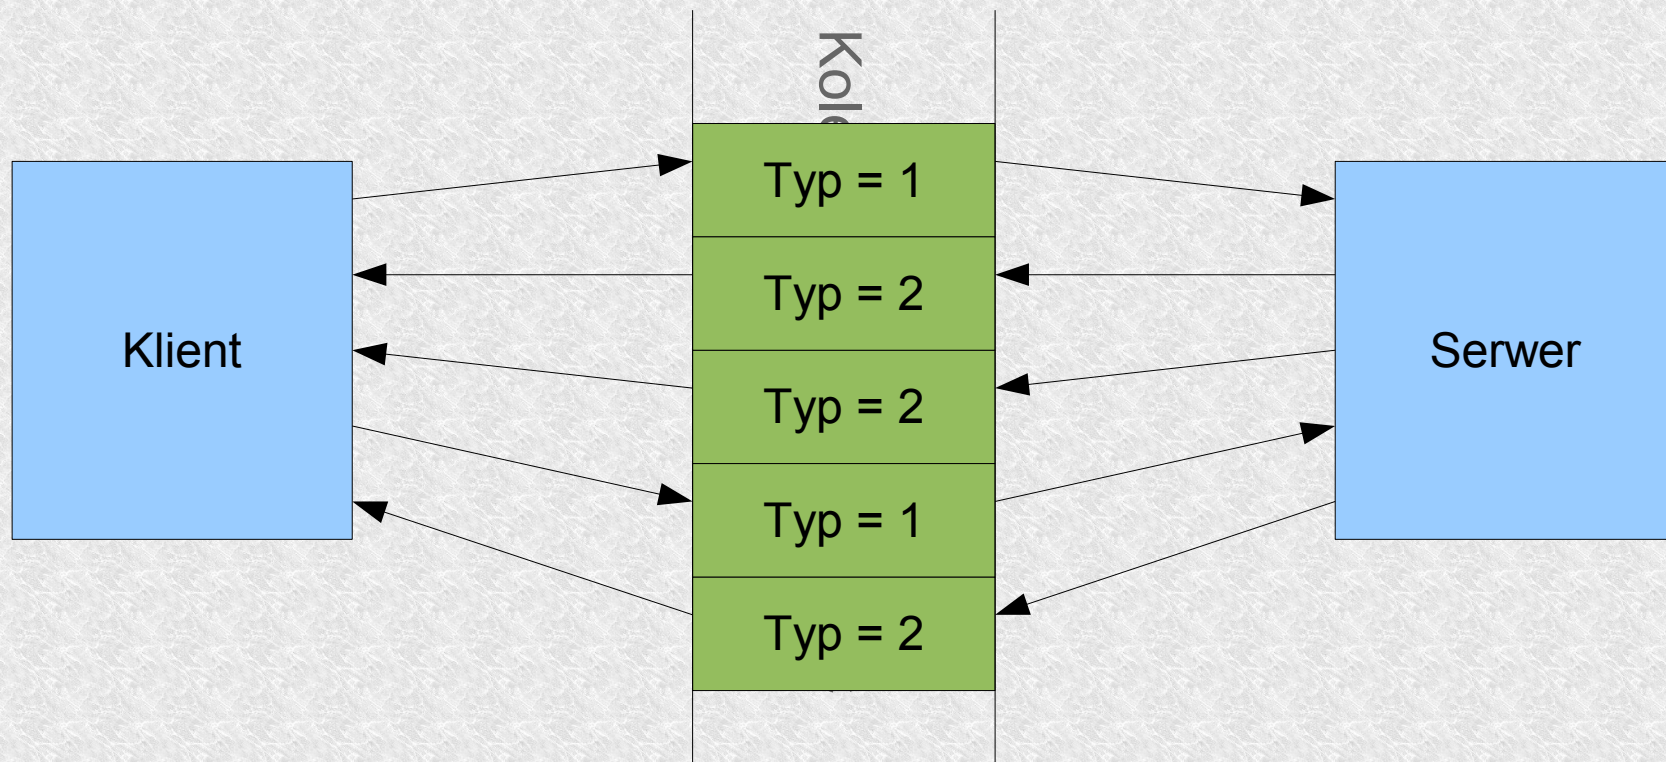 Klient
Typ = 1
Typ = 2
Typ = 2
Typ = 1
Typ = 2
Serwer